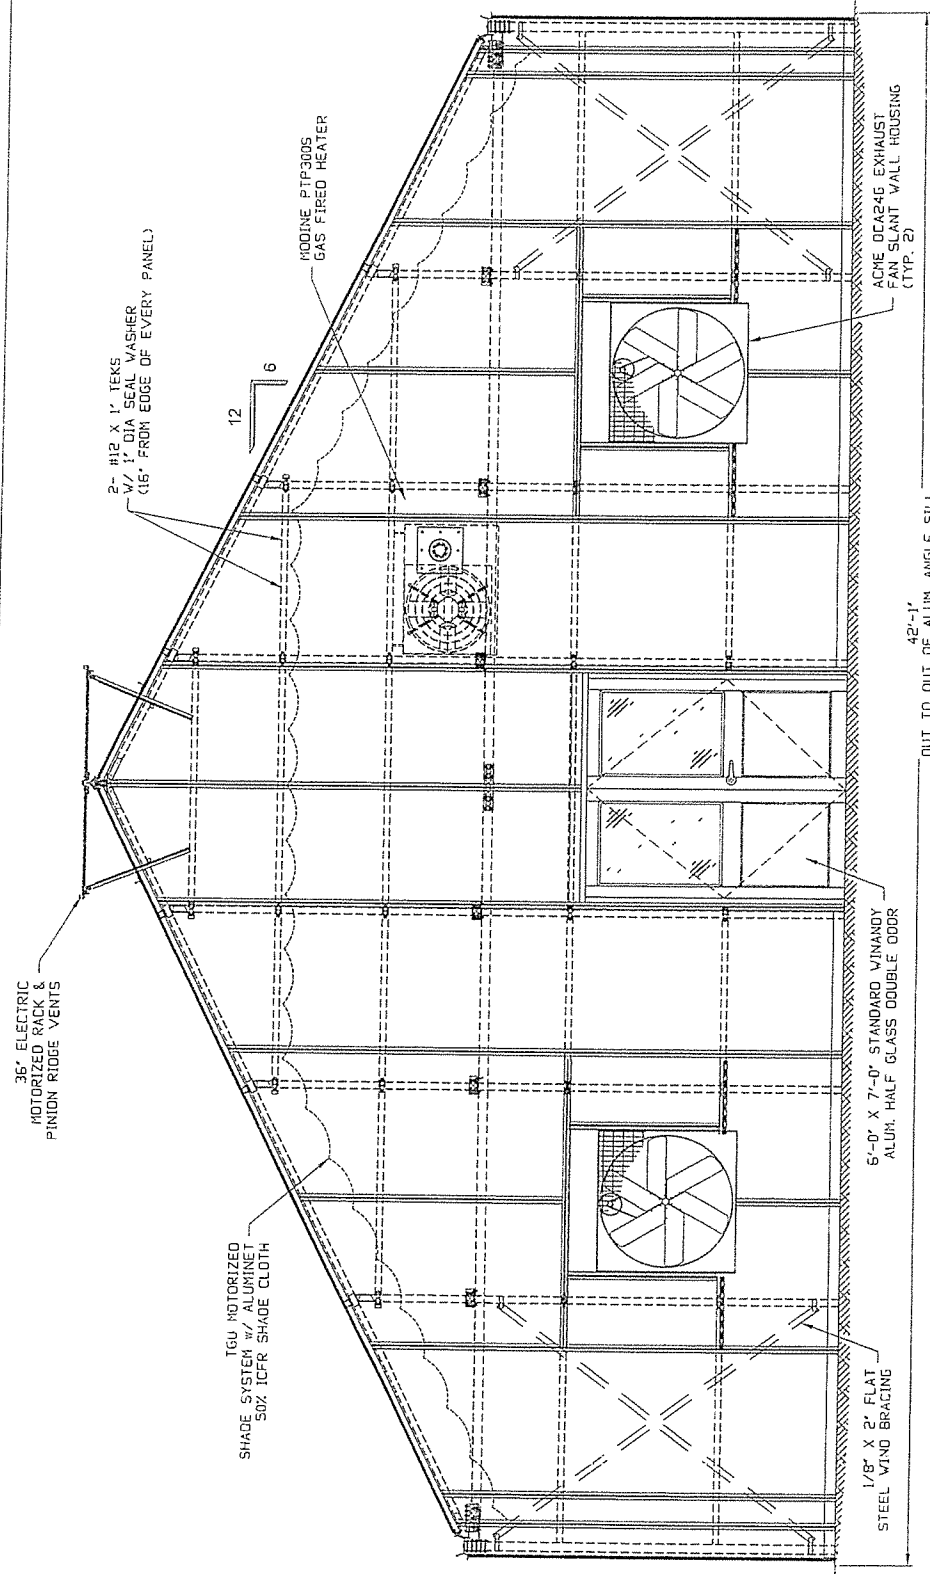 36" ELECTRIC
MOTORIZED RACK &
PINION RIDGE VENTS
2- #12 X 1" TEKS
W/ 1" DIA SEAL WASHER
(16" FROM EDGE OF EVERY PANEL)
12
6
MODINE PTP300S
GAS FIRED HEATER
TGU MOTORIZED
SHADE SYSTEM w/ ALUMINET
50% ICFR SHADE CLOTH
1/8" X 2" FLAT
STEEL WIND BRACING
6'-0" X 7'-0" STANDARD WINANDY
ALUM. HALF GLASS DOUBLE DOOR
ACME DCA24G EXHAUST
FAN SLANT WALL HOUSING
(TYP. 2)
42'-1"
OUT TO OUT OF ALUM. ANGLE SILL